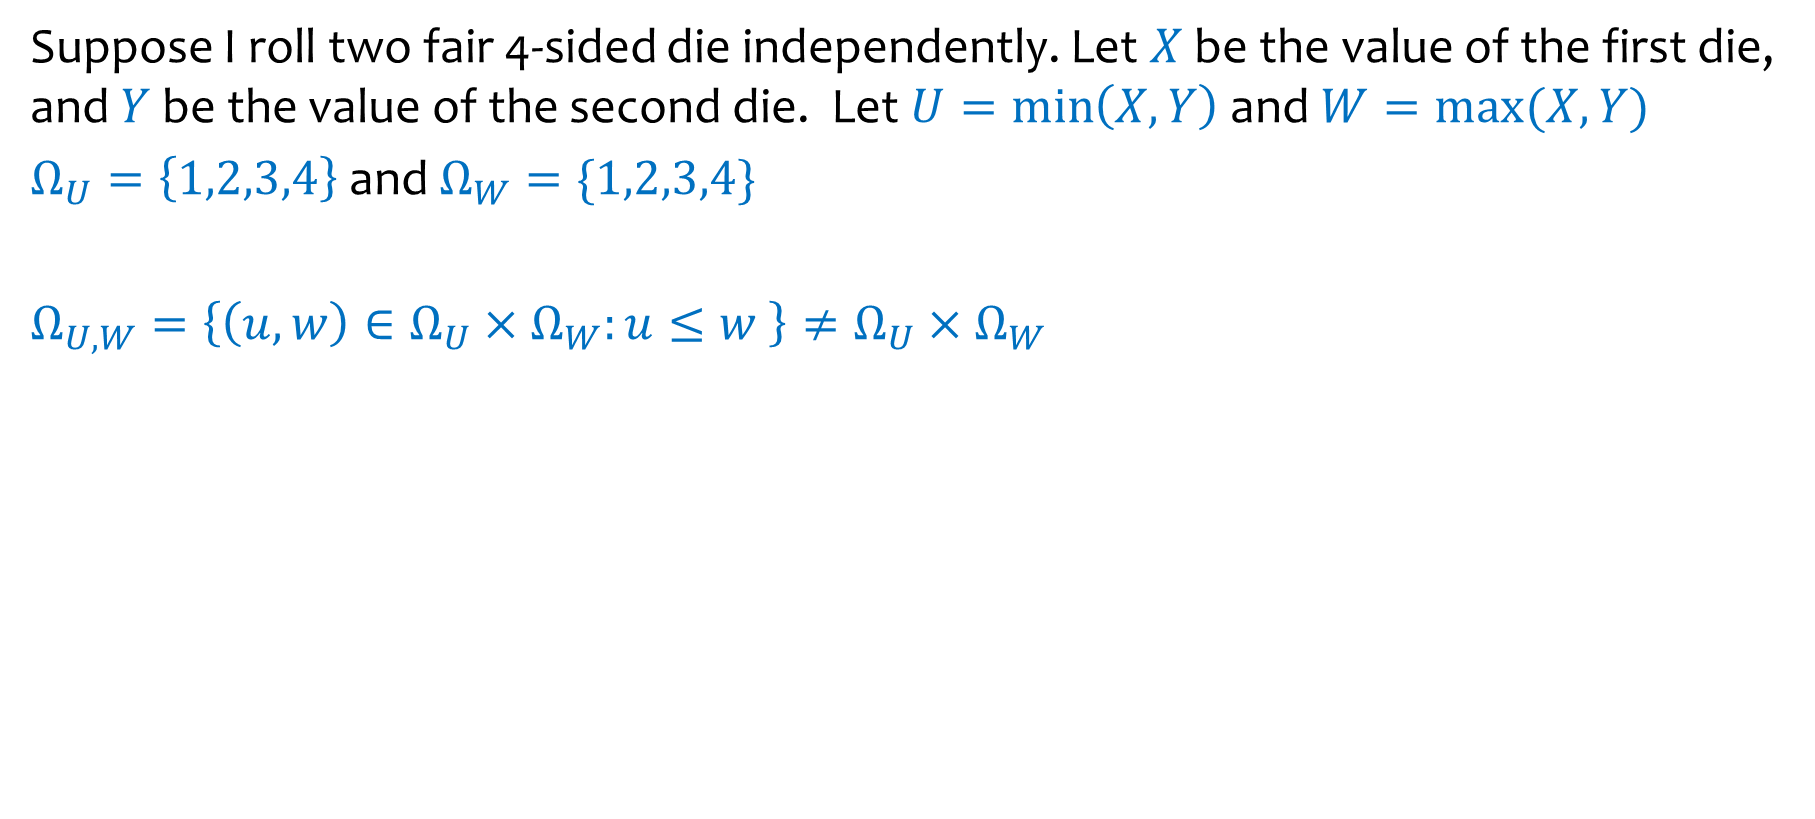 Suppose I roll two fair 4-sided die independently. Let X be the value of the first die,
and Y be the value of the second die. Let U = min(X, Y) and W = max(X, Y)
Ω_U = {1,2,3,4} and Ω_W = {1,2,3,4}
Ω_{U,W} = {(u, w) ∈ Ω_U × Ω_W: u ≤ w } ≠ Ω_U × Ω_W